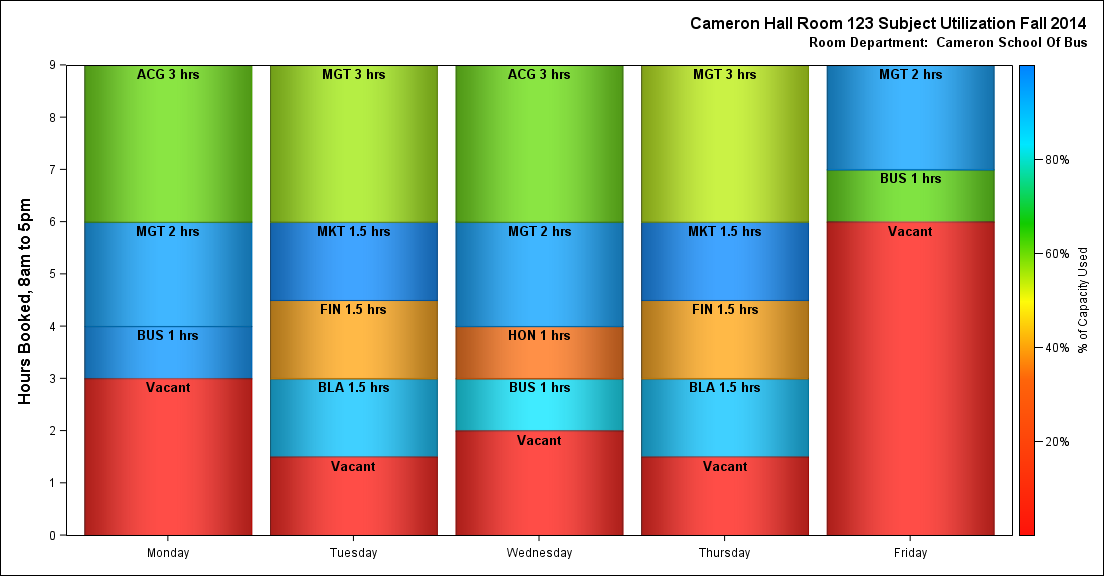 Cameron Hall Room 123 Subject Utilization Fall 2014
Room Department:  Cameron School Of Bus
Hours Booked, 8am to 5pm
9
8
7
6
5
4
3
2
1
0
ACG 3 hrs
MGT 2 hrs
BUS 1 hrs
Vacant
Monday
MGT 3 hrs
MKT 1.5 hrs
FIN 1.5 hrs
BLA 1.5 hrs
Vacant
Tuesday
ACG 3 hrs
MGT 2 hrs
HON 1 hrs
BUS 1 hrs
Vacant
Wednesday
MGT 3 hrs
MKT 1.5 hrs
FIN 1.5 hrs
BLA 1.5 hrs
Vacant
Thursday
MGT 2 hrs
BUS 1 hrs
Vacant
Friday
80%
60%
40%
20%
% of Capacity Used